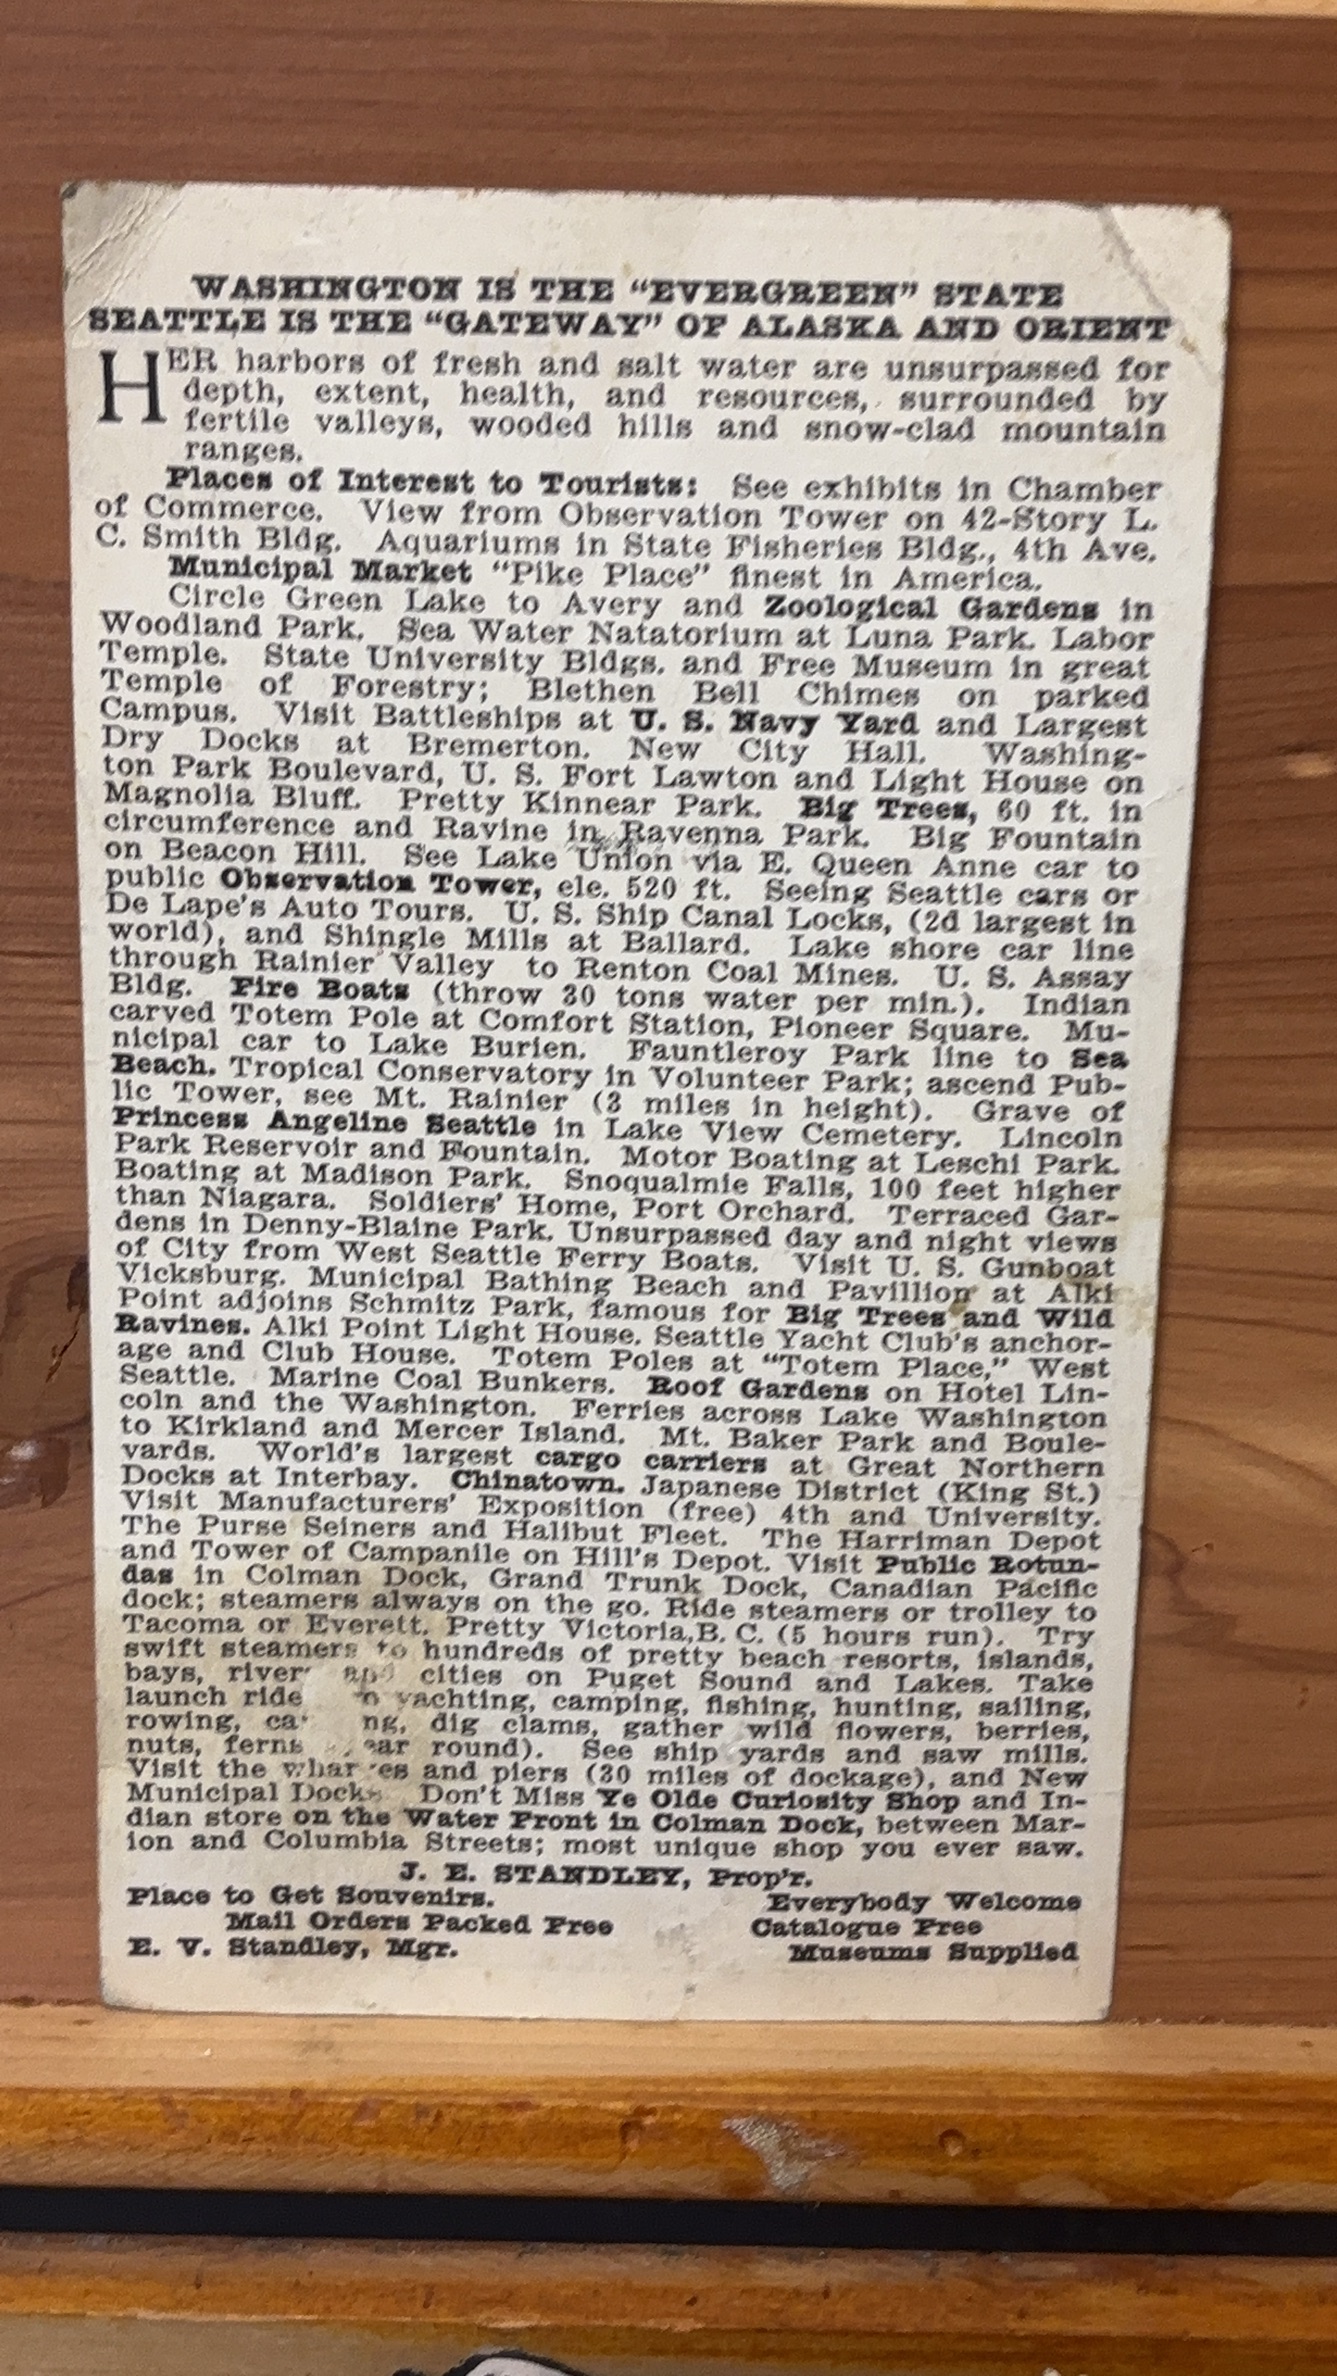 WASHINGTON IS THE "EVERGREEN" STATE
SEATTLE IS THE "GATEWAY" OF ALASKA AND ORIENT
HER harbors of fresh and salt water are unsurpassed for
depth, extent, health, and resources, surrounded by
fertile valleys, wooded hills and snow-clad mountain
ranges.
Places of Interest to Tourists: See exhibits in Chamber
of Commerce. View from Observation Tower on 42-Story L.
C. Smith Bldg. Aquariums in State Fisheries Bldg., 4th Ave.
Municipal Market "Pike Place" finest in America.
Circle Green Lake to Avery and Zoological Gardens in
Woodland Park. Sea Water Natatorium at Luna Park. Labor
Temple. State University Bldgs. and Free Museum in great
Temple of Forestry; Blethen Bell Chimes on parked
Campus. Visit Battleships at U. S. Navy Yard and Largest
Dry Docks at Bremerton. New City Hall. Washing-
ton Park Boulevard, U. S. Fort Lawton and Light House on
Magnolia Bluff. Pretty Kinnear Park. Big Trees, 60 ft. in
circumference and Ravine in Ravenna Park. Big Fountain
on Beacon Hill. See Lake Union via E. Queen Anne car to
public Observation Tower, ele. 520 ft. Seeing Seattle cars or
De Lape's Auto Tours. U. S. Ship Canal Locks, (2d largest in
world), and Shingle Mills at Ballard. Lake shore car line
through Rainier Valley to Renton Coal Mines. U. S. Assay
Bldg. Fire Boats (throw 30 tons water per min.). Indian
carved Totem Pole at Comfort Station, Pioneer Square. Mu-
nicipal car to Lake Burien. Fauntleroy Park line to Sea
Beach. Tropical Conservatory in Volunteer Park; ascend Pub-
lic Tower, see Mt. Rainier (3 miles in height). Grave of
Princess Angeline Seattle in Lake View Cemetery. Lincoln
Park Reservoir and Fountain. Motor Boating at Leschi Park.
Boating at Madison Park. Snoqualmie Falls, 100 feet higher
than Niagara. Soldiers' Home, Port Orchard. Terraced Gar-
dens in Denny-Blaine Park. Unsurpassed day and night views
of City from West Seattle Ferry Boats. Visit U. S. Gunboat
Vicksburg. Municipal Bathing Beach and Pavillion at Alki
Point adjoins Schmitz Park, famous for Big Trees and Wild
Ravines. Alki Point Light House. Seattle Yacht Club's anchor-
age and Club House. Totem Poles at "Totem Place," West
Seattle. Marine Coal Bunkers. Roof Gardens on Hotel Lin-
coln and the Washington. Ferries across Lake Washington
to Kirkland and Mercer Island. Mt. Baker Park and Boule-
vards. World's largest cargo carriers at Great Northern
Docks at Interbay. Chinatown. Japanese District (King St.)
Visit Manufacturers' Exposition (free) 4th and University.
The Purse Seiners and Halibut Fleet. The Harriman Depot
and Tower of Campanile on Hill's Depot. Visit Public Rotun-
das in Colman Dock, Grand Trunk Dock, Canadian Pacific
dock; steamers always on the go. Ride steamers or trolley to
Tacoma or Everett. Pretty Victoria, B. C. (5 hours run). Try
swift steamers to hundreds of pretty beach resorts, islands,
bays, and cities on Puget Sound and Lakes. Take
launch yachting, camping, fishing, hunting, sailing,
rowing, dig clams, gather wild flowers, berries,
nuts, ferns round). See ship yards and saw mills.
Visit the and piers (30 miles of dockage), and New
Municipal Docks Don't Miss Ye Olde Curiosity Shop and In-
dian store on the Water Front in Colman Dock, between Mar-
ion and Columbia Streets; most unique shop you ever saw.
J. E. STANDLEY, Prop'r.
Place to Get Souvenirs. Everybody Welcome
Mail Orders Packed Free Catalogue Free
E. V. Standley, Mgr. Museums Supplied